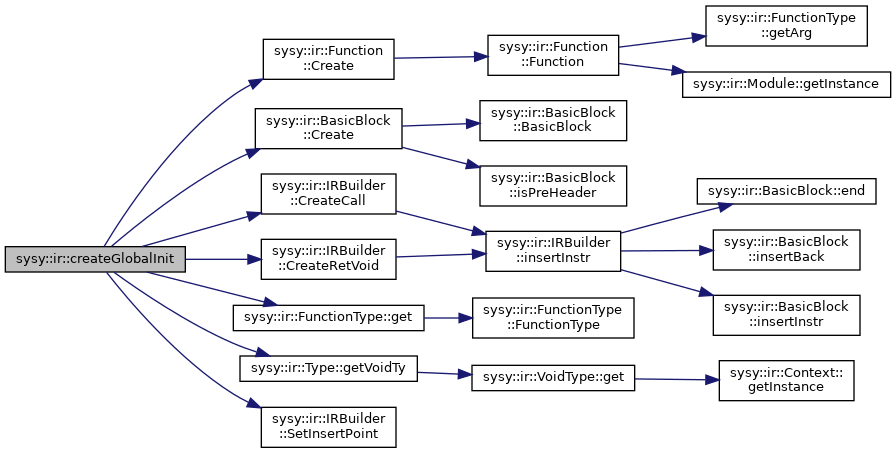 sysy::ir::createGlobalInit
sysy::ir::Function
::Create
sysy::ir::Function
::Function
sysy::ir::FunctionType
::getArg
sysy::ir::Module::getInstance
sysy::ir::BasicBlock
::Create
sysy::ir::BasicBlock
::BasicBlock
sysy::ir::BasicBlock
::isPreHeader
sysy::ir::IRBuilder
::CreateCall
sysy::ir::IRBuilder
::insertInstr
sysy::ir::BasicBlock::end
sysy::ir::BasicBlock
::insertBack
sysy::ir::BasicBlock
::insertInstr
sysy::ir::IRBuilder
::CreateRetVoid
sysy::ir::FunctionType::get
sysy::ir::FunctionType
::FunctionType
sysy::ir::Type::getVoidTy
sysy::ir::VoidType::get
sysy::ir::Context::
getInstance
sysy::ir::IRBuilder
::SetInsertPoint